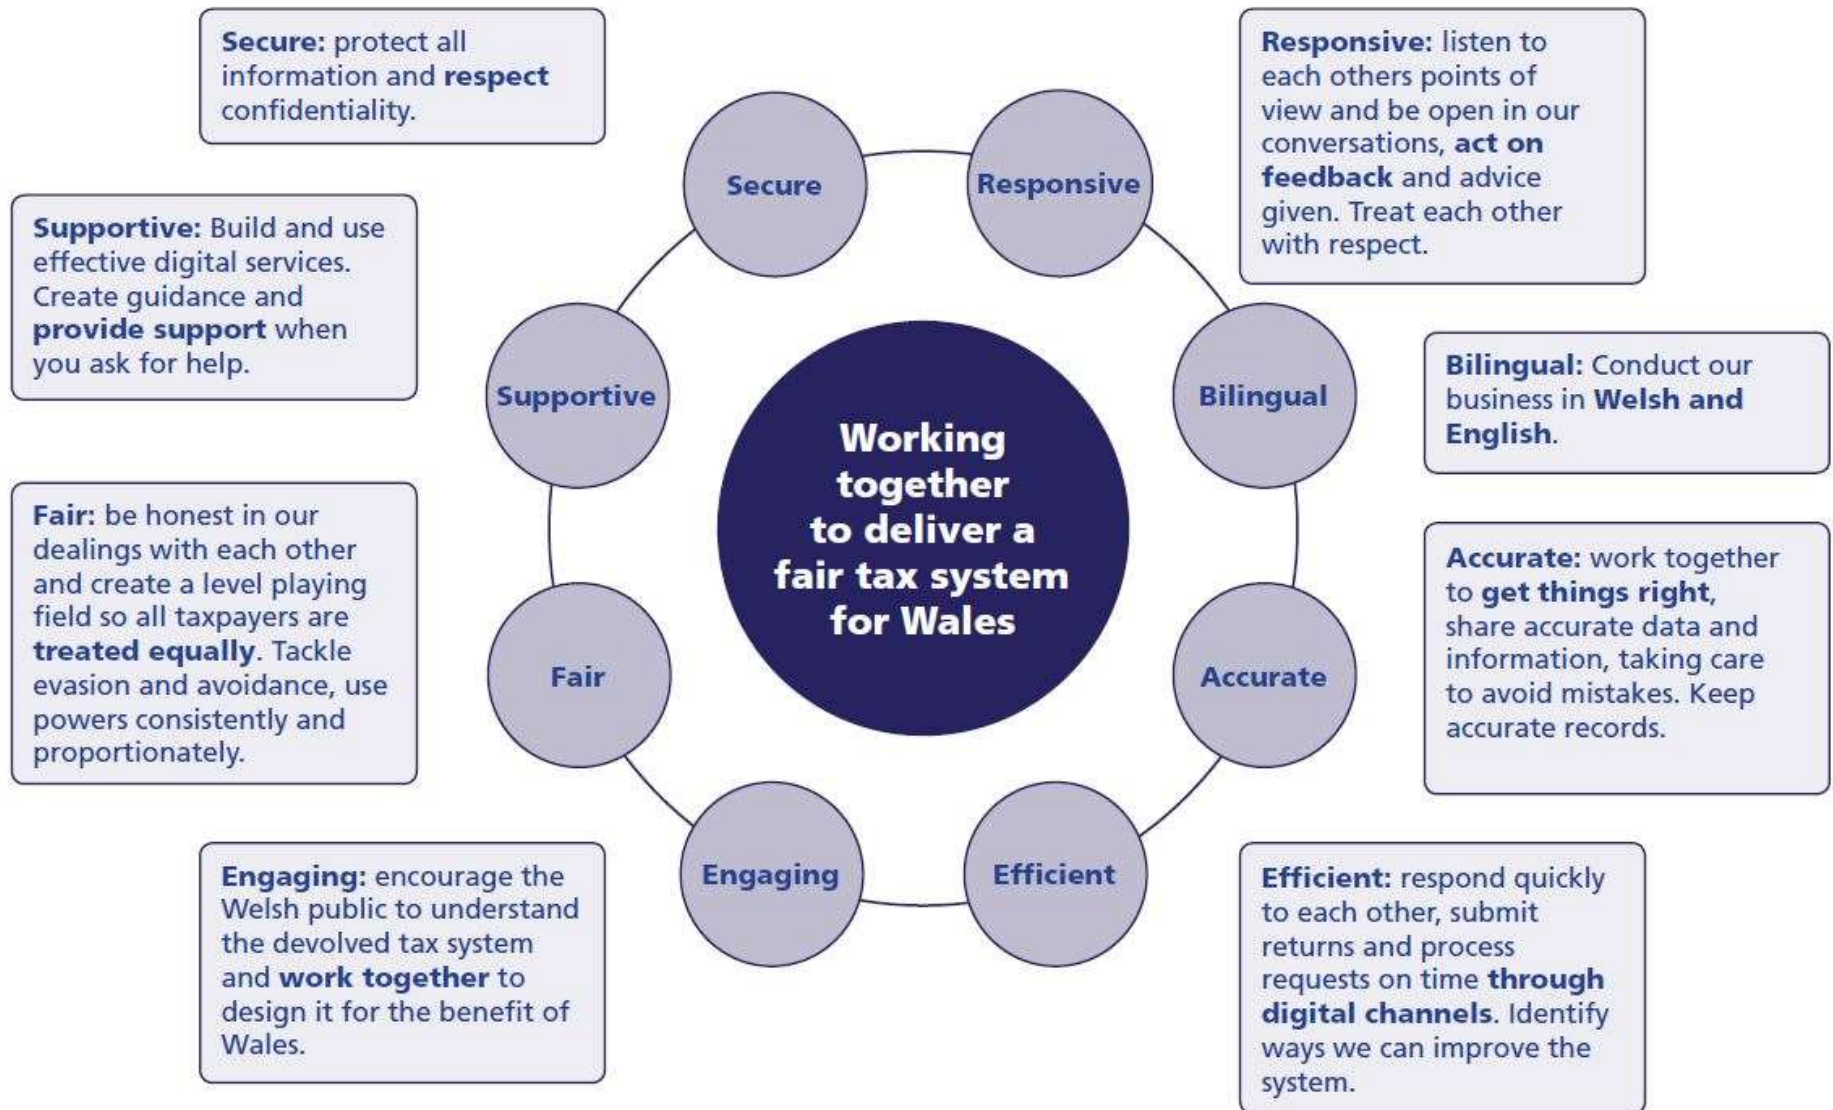 Secure: protect all
information and respect
confidentiality.
Responsive: listen to
each others points of
view and be open in our
conversations, act on
feedback and advice
given. Treat each other
with respect.
Supportive: Build and use
effective digital services.
Create guidance and
provide support when
you ask for help.
Bilingual: Conduct our
business in Welsh and
English.
Fair: be honest in our
dealings with each other
and create a level playing
field so all taxpayers are
treated equally. Tackle
evasion and avoidance, use
powers consistently and
proportionately.
Accurate: work together
to get things right,
share accurate data and
information, taking care
to avoid mistakes. Keep
accurate records.
Engaging: encourage the
Welsh public to understand
the devolved tax system
and work together to
design it for the benefit of
Wales.
Efficient: respond quickly
to each other, submit
returns and process
requests on time through
digital channels. Identify
ways we can improve the
system.
Secure
Responsive
Supportive
Bilingual
Working
together
to deliver a
fair tax system
for Wales
Fair
Accurate
Engaging
Efficient